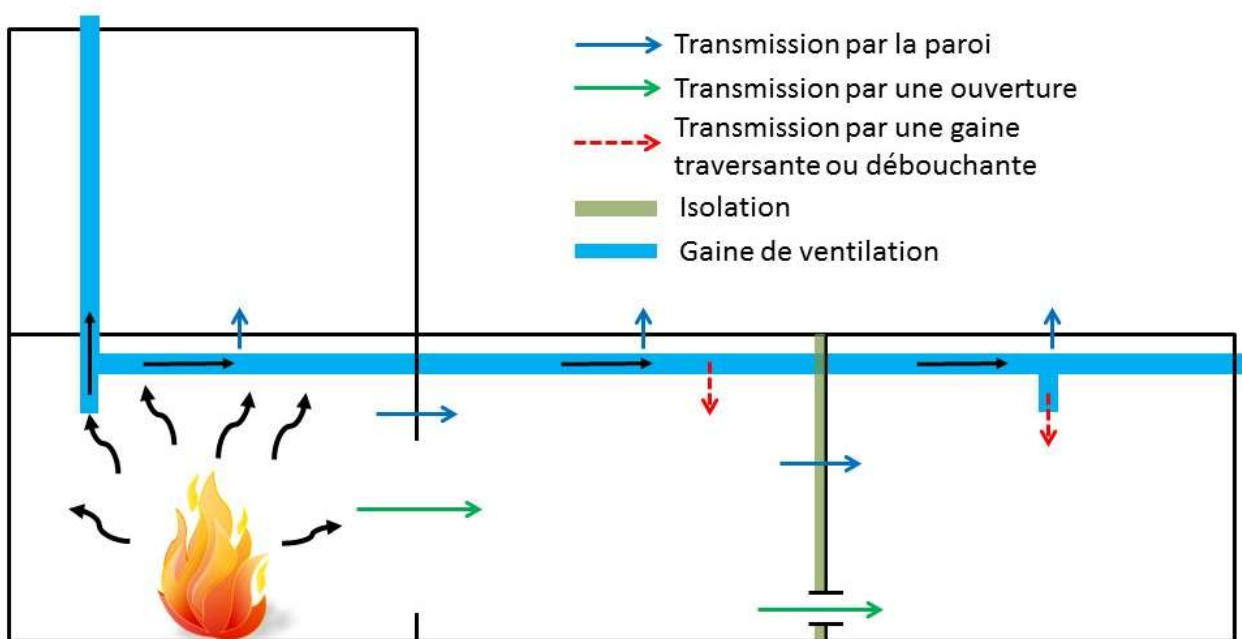 Transmission par la paroi
Transmission par une ouverture
Transmission par une gaine
traversante ou débouchante
Isolation
Gaine de ventilation